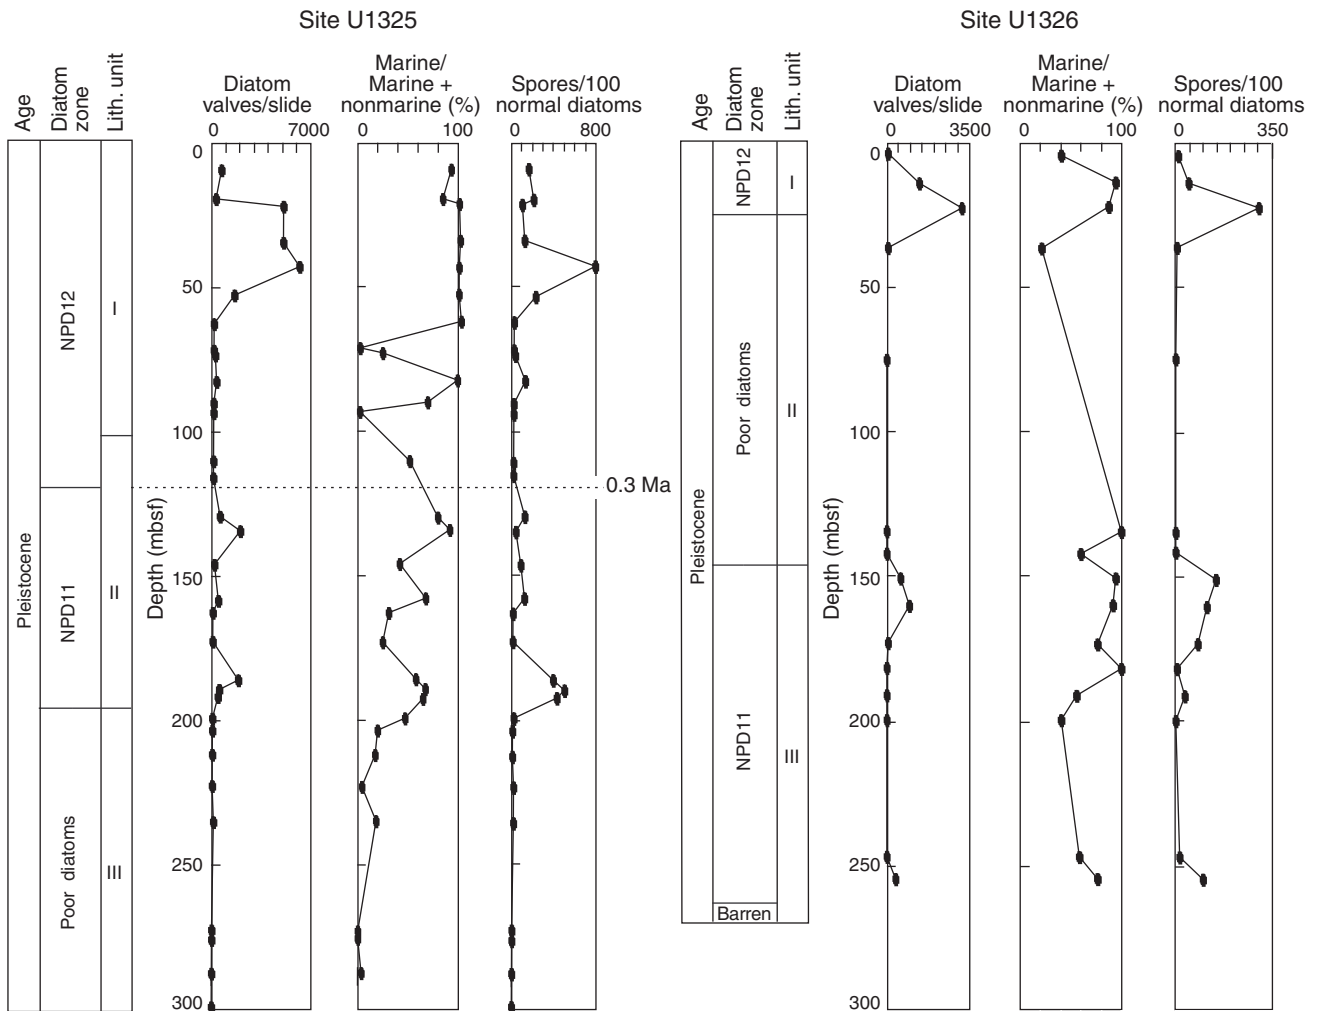 Site U1325
Age
Diatom
zone
Lith. unit
Diatom
valves/slide
0 7000
Marine/
Marine +
nonmarine (%)
0 100
Spores/100
normal diatoms
0 800
0
50
100
150
200
250
300
Depth (mbsf)
Pleistocene
NPD12
NPD11
Poor diatoms
I
II
III
0.3 Ma
Site U1326
Age
Diatom
zone
Lith. unit
Diatom
valves/slide
0 3500
Marine/
Marine +
nonmarine (%)
0 100
Spores/100
normal diatoms
0 350
0
50
100
150
200
250
300
Depth (mbsf)
Pleistocene
NPD12
Poor diatoms
NPD11
Barren
I
II
III